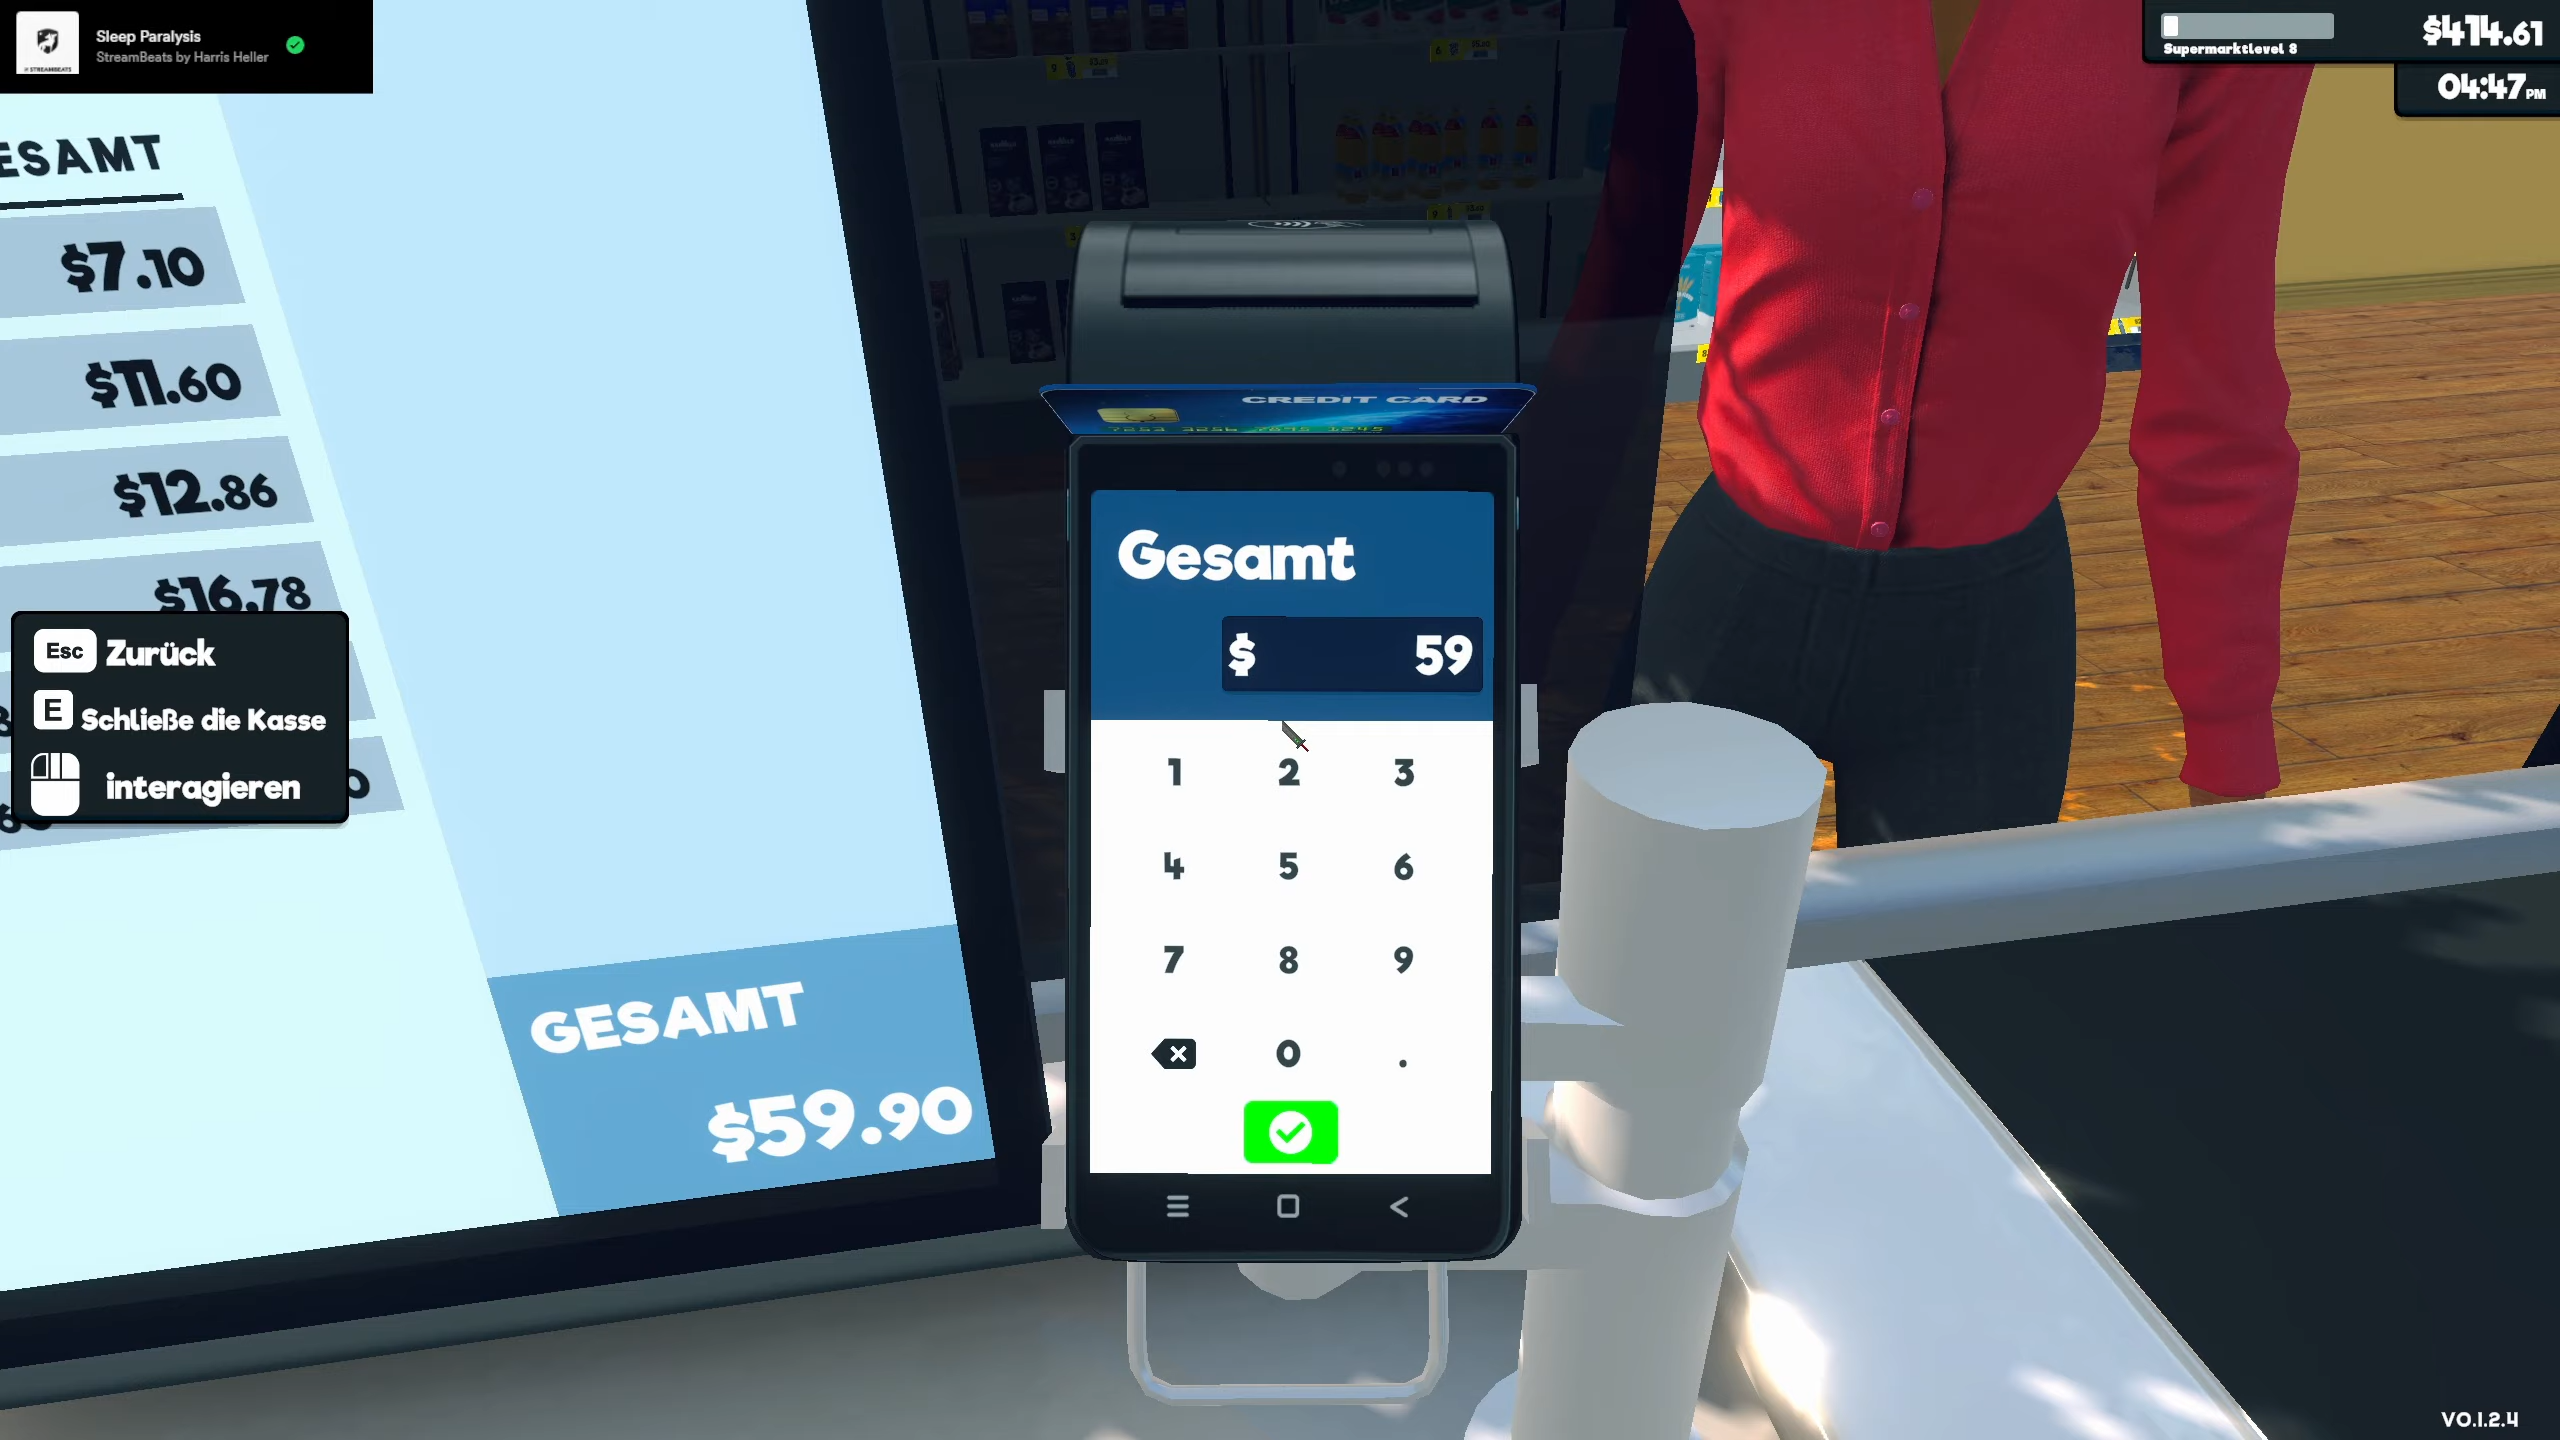 Sleep Paralysis
StreamBeats by Harris Heller
STREAMBEATS
$414.61
Supermarktlevel 8
04:47PM
ESAMT
$7.10
$11.60
$12.86
$16.78
Esc Zurück
E Schließe die Kasse
interagieren
GESAMT
$59.90
CREDIT CARD
Gesamt
$ 59
1 2 3
4 5 6
7 8 9
0 .
V0.1.2.4